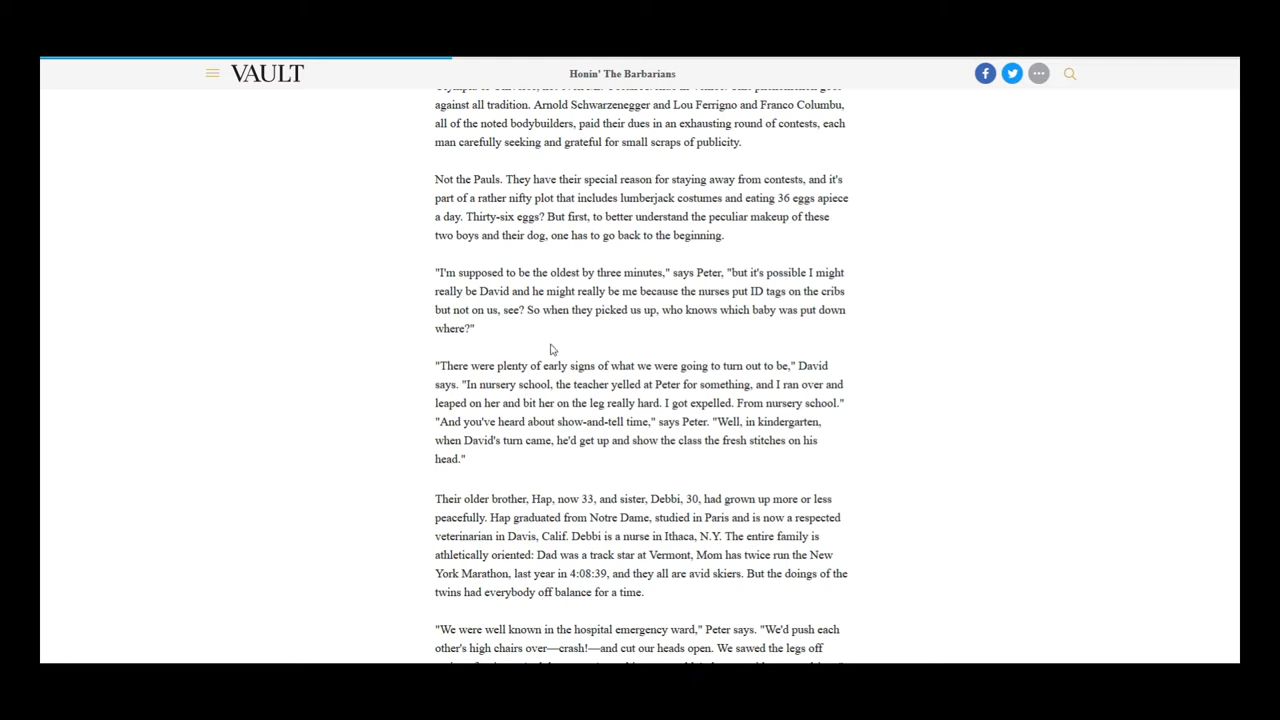 VAULT
Honin' The Barbarians
against all tradition. Arnold Schwarzenegger and Lou Ferrigno and Franco Columbu,
all of the noted bodybuilders, paid their dues in an exhausting round of contests, each
man carefully seeking and grateful for small scraps of publicity.
Not the Pauls. They have their special reason for staying away from contests, and it's
part of a rather nifty plot that includes lumberjack costumes and eating 36 eggs apiece
a day. Thirty-six eggs? But first, to better understand the peculiar makeup of these
two boys and their dog, one has to go back to the beginning.
"I'm supposed to be the oldest by three minutes," says Peter, "but it's possible I might
really be David and he might really be me because the nurses put ID tags on the cribs
but not on us, see? So when they picked us up, who knows which baby was put down
where?"
"There were plenty of early signs of what we were going to turn out to be," David
says. "In nursery school, the teacher yelled at Peter for something, and I ran over and
leaped on her and bit her on the leg really hard. I got expelled. From nursery school."
"And you've heard about show-and-tell time," says Peter. "Well, in kindergarten,
when David's turn came, he'd get up and show the class the fresh stitches on his
head."
Their older brother, Hap, now 33, and sister, Debbi, 30, had grown up more or less
peacefully. Hap graduated from Notre Dame, studied in Paris and is now a respected
veterinarian in Davis, Calif. Debbi is a nurse in Ithaca, N.Y. The entire family is
athletically oriented: Dad was a track star at Vermont, Mom has twice run the New
York Marathon, last year in 4:08:39, and they all are avid skiers. But the doings of the
twins had everybody off balance for a time.
"We were well known in the hospital emergency ward," Peter says. "We'd push each
other's high chairs over—crash!—and cut our heads open. We sawed the legs off